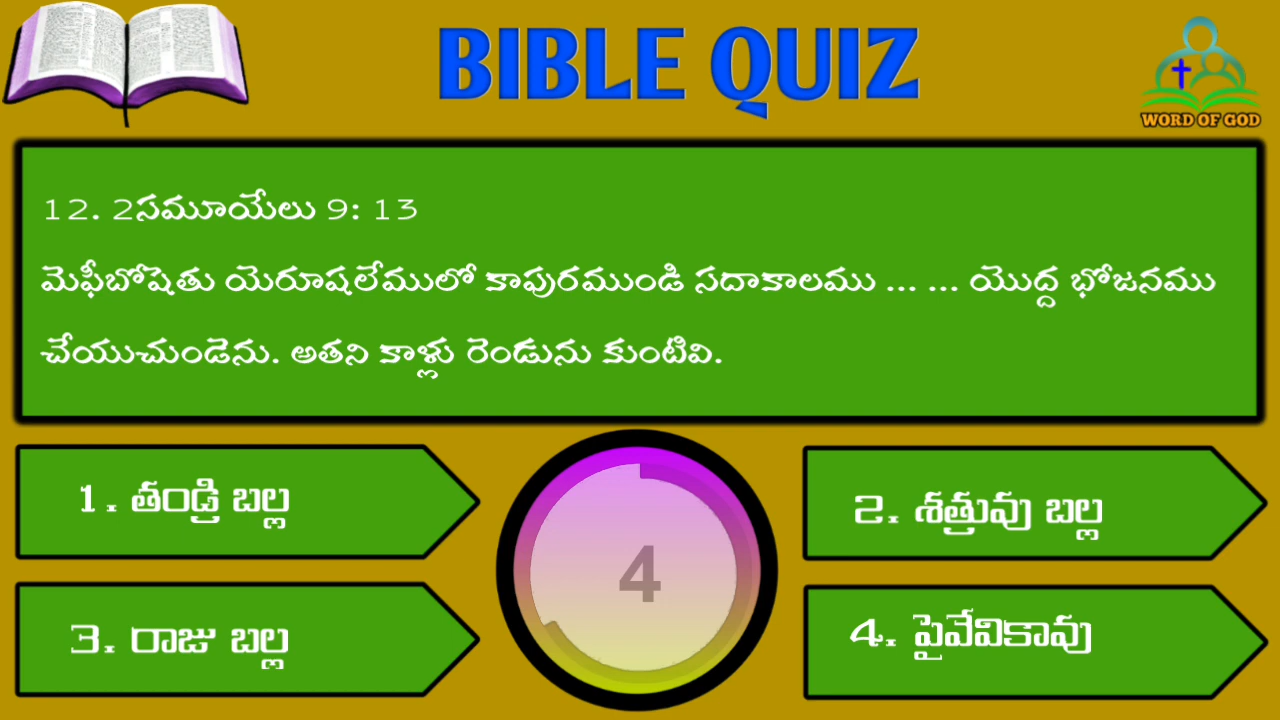 BIBLE QUIZ
WORD OF GOD
12. 2సమూయేలు 9: 13
మెఫీబోషెతు యెరూషలేములో కాపురముండి సదాకాలము ... ... యొద్ద భోజనము
చేయుచుండెను. అతని కాళ్లు రెండును కుంటివి.
1. తండ్రి బల్ల
2. శత్రువు బల్ల
4
3. రాజు బల్ల
4. పైవేవికావు